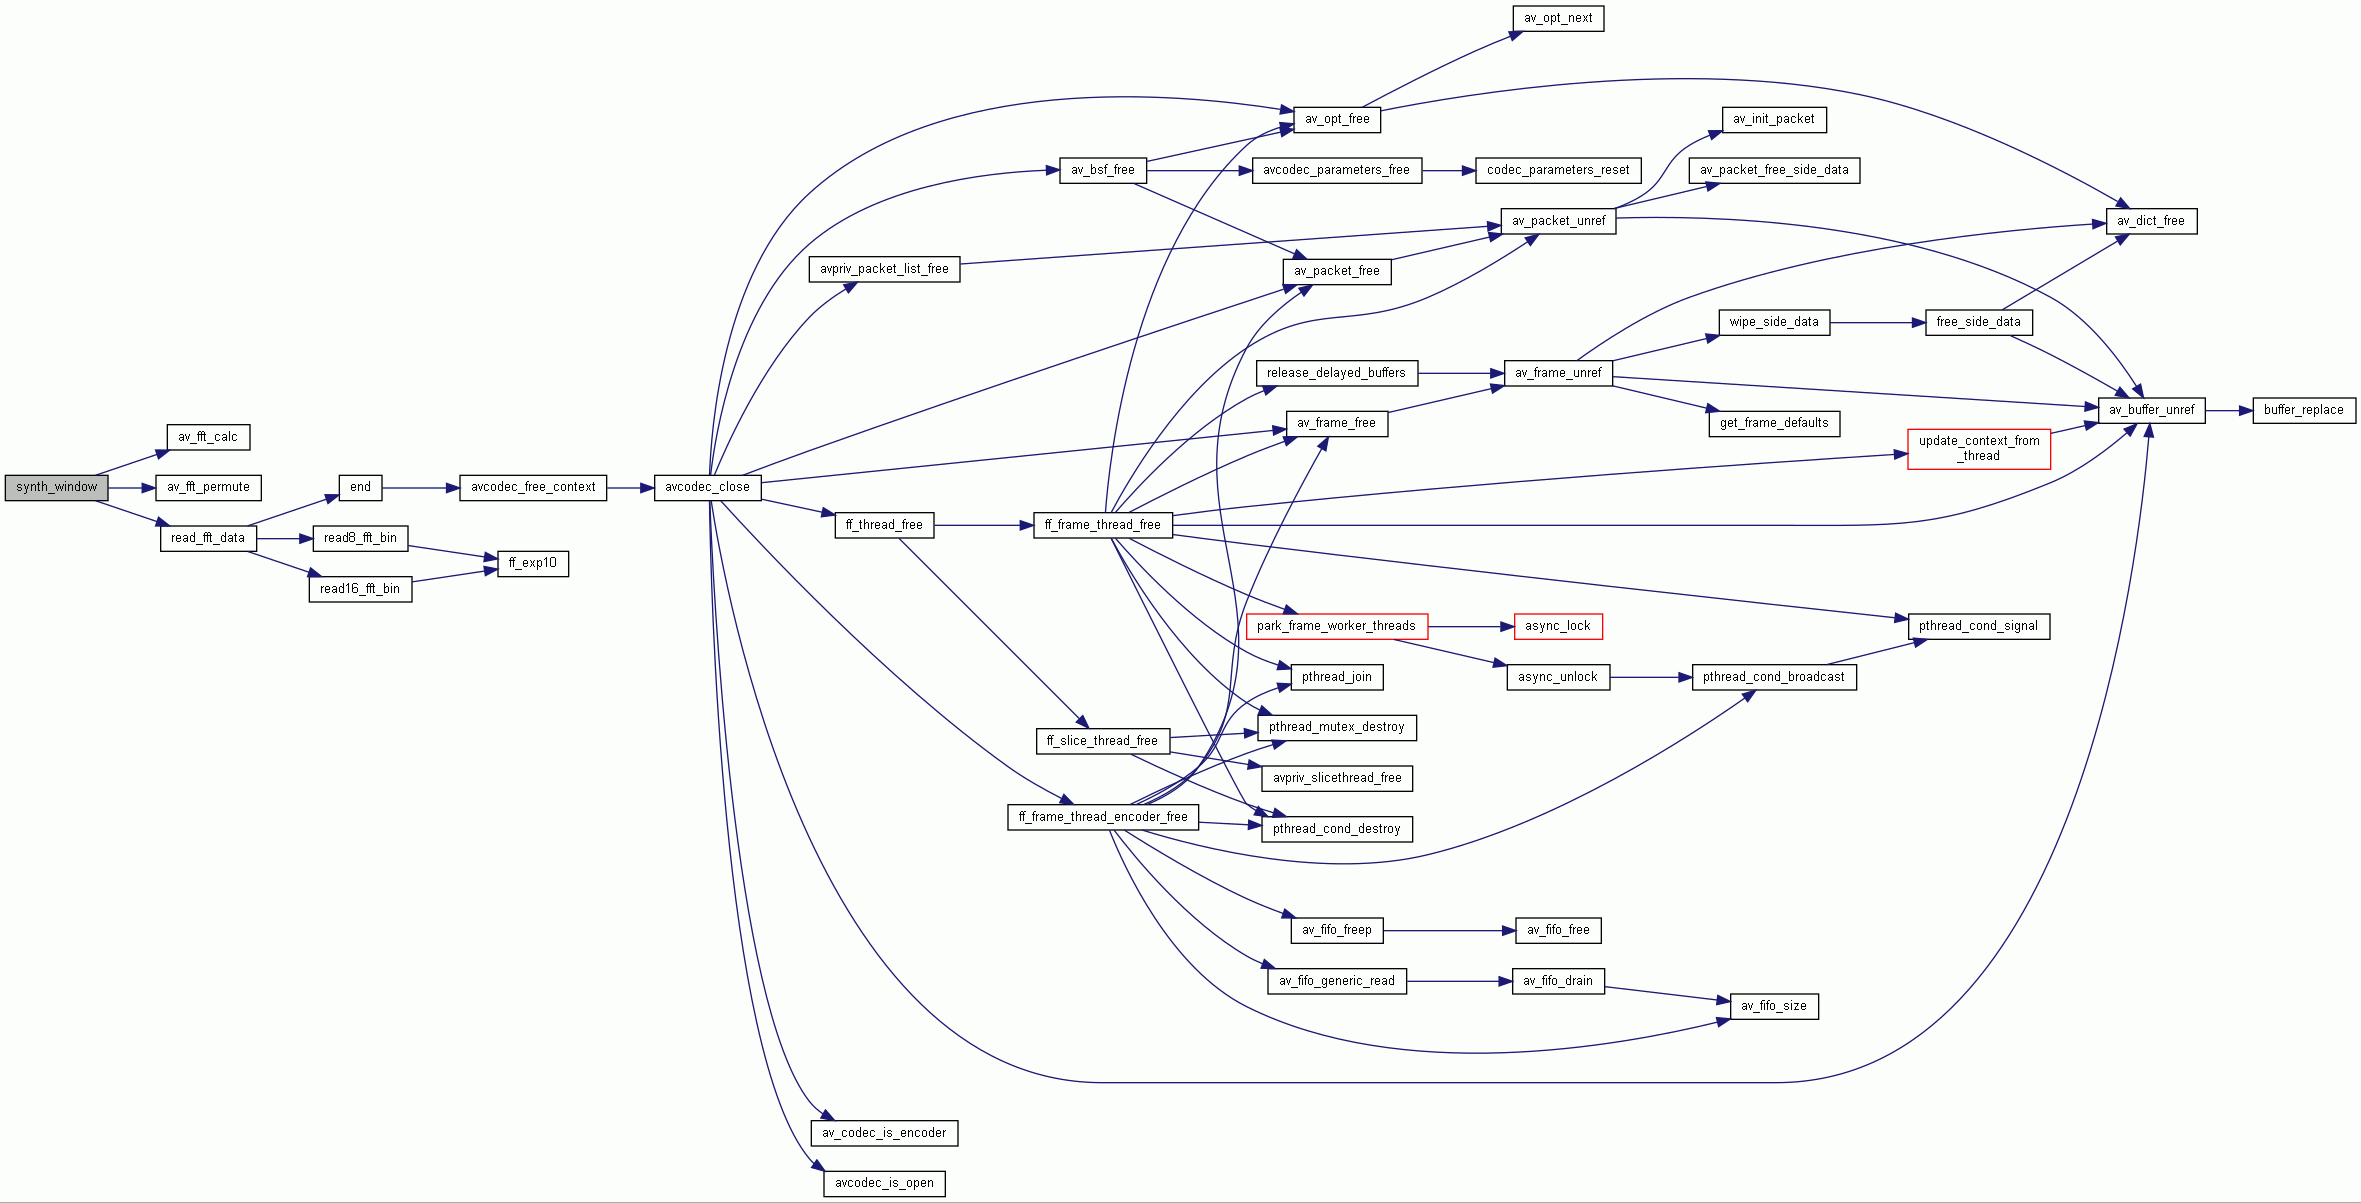 synth_window
av_fft_calc
av_fft_permute
read_fft_data
end
read8_fft_bin
read16_fft_bin
avcodec_free_context
ff_exp10
avcodec_close
avpriv_packet_list_free
ff_thread_free
av_codec_is_encoder
avcodec_is_open
av_bsf_free
ff_frame_thread_free
ff_slice_thread_free
ff_frame_thread_encoder_free
av_opt_free
avcodec_parameters_free
av_packet_free
release_delayed_buffers
av_frame_free
park_frame_worker_threads
pthread_join
pthread_mutex_destroy
avpriv_slicethread_free
pthread_cond_destroy
av_fifo_freep
av_fifo_generic_read
av_opt_next
codec_parameters_reset
av_packet_unref
av_frame_unref
async_lock
async_unlock
av_fifo_free
av_fifo_drain
av_init_packet
av_packet_free_side_data
wipe_side_data
get_frame_defaults
pthread_cond_broadcast
av_fifo_size
free_side_data
update_context_from
_thread
pthread_cond_signal
av_dict_free
av_buffer_unref
buffer_replace